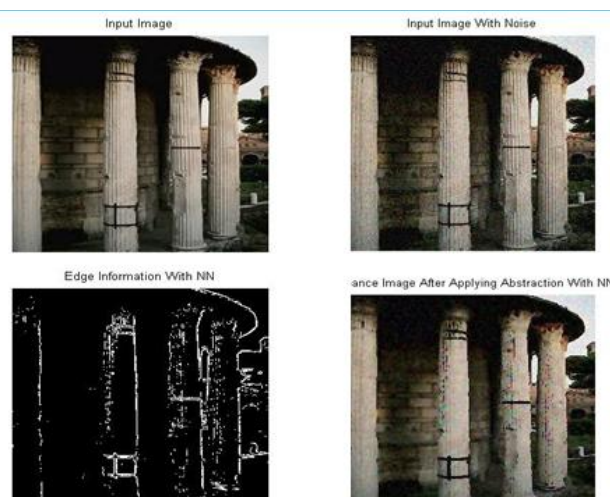 Input Image
Input Image With Noise
Edge Information With NN
ance Image After Applying Abstraction With NN